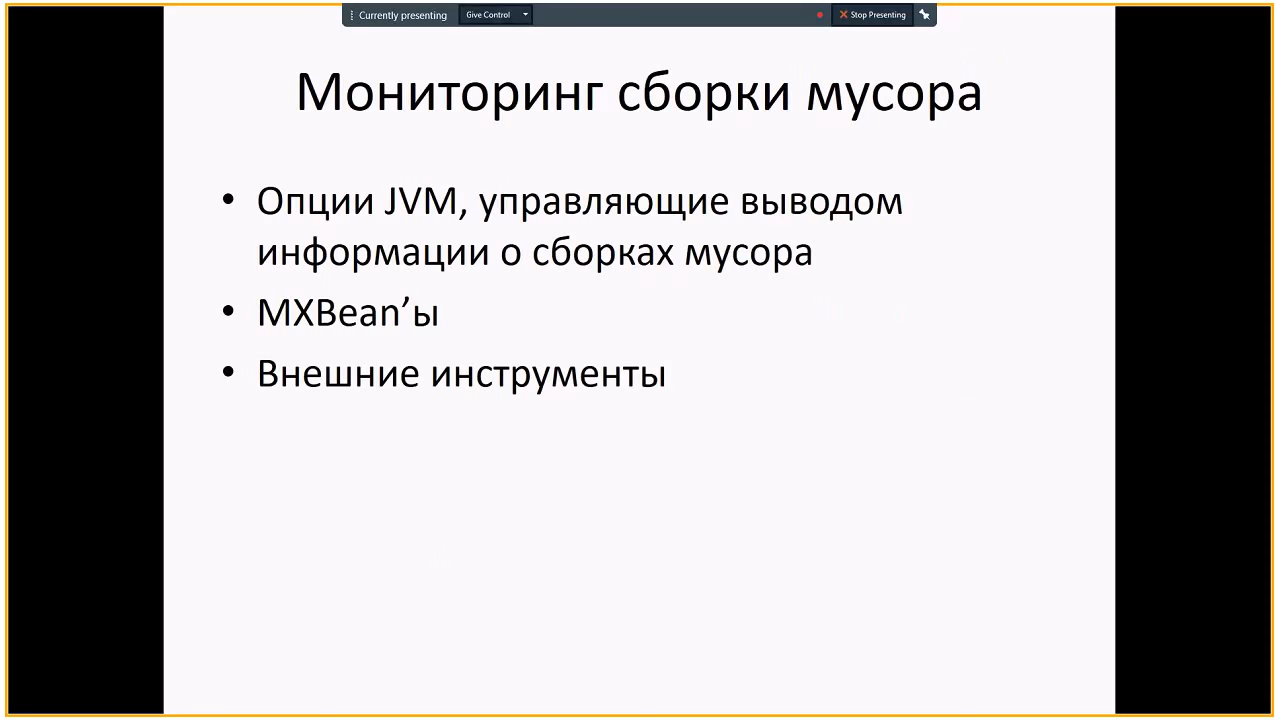 Currently presenting
Give Control
Stop Presenting
Мониторинг сборки мусора
• Опции JVM, управляющие выводом
информации о сборках мусора
• MXBean’ы
• Внешние инструменты